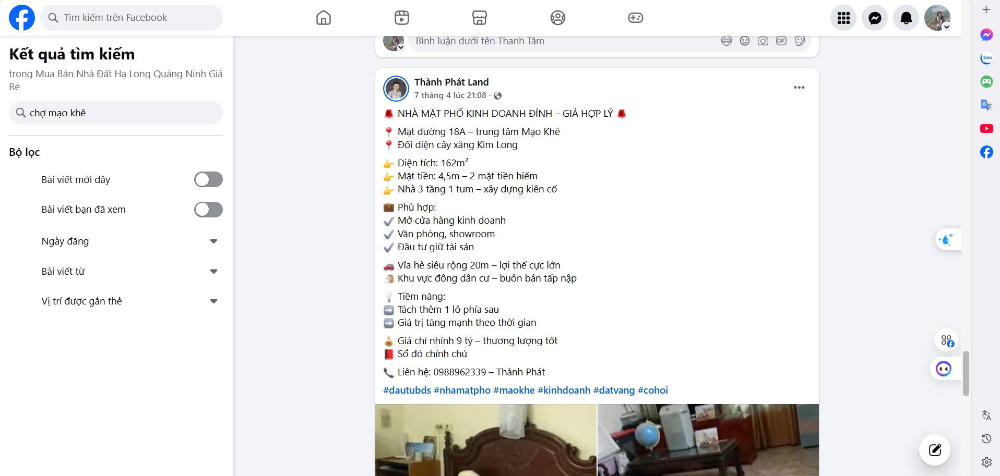 Tìm kiếm trên Facebook
Kết quả tìm kiếm
trong Mua Bán Nhà Đất Hạ Long Quảng Ninh Giá
Rẻ
chợ mạo khê
Bộ lọc
Bài viết mới đây
Bài viết bạn đã xem
Ngày đăng
Bài viết từ
Vị trí được gắn thẻ
Bình luận dưới tên Thanh Tâm
GIF
Thành Phát Land
7 tháng 4 lúc 21:08 ·
NHÀ MẶT PHỐ KINH DOANH ĐỈNH – GIÁ HỢP LÝ
📍 Mặt đường 18A – trung tâm Mạo Khê
📍 Đối diện cây xăng Kim Long
👉 Diện tích: 162m²
👉 Mặt tiền: 4,5m – 2 mặt tiền hiếm
👉 Nhà 3 tầng 1 tum – xây dựng kiên cố
💼 Phù hợp:
✔ Mở cửa hàng kinh doanh
✔ Văn phòng, showroom
✔ Đầu tư giữ tài sản
🚗 Vỉa hè siêu rộng 20m – lợi thế cực lớn
Khu vực đông dân cư – buôn bán tấp nập
💡 Tiềm năng:
➡ Tách thêm 1 lô phía sau
➡ Giá trị tăng mạnh theo thời gian
💰 Giá chỉ nhỉnh 9 tỷ – thương lượng tốt
📕 Sổ đỏ chính chủ
📞 Liên hệ: 0988962339 – Thành Phát
#dautubds #nhamatpho #maokhe #kinhdoanh #datvang #cohoi
Zalo